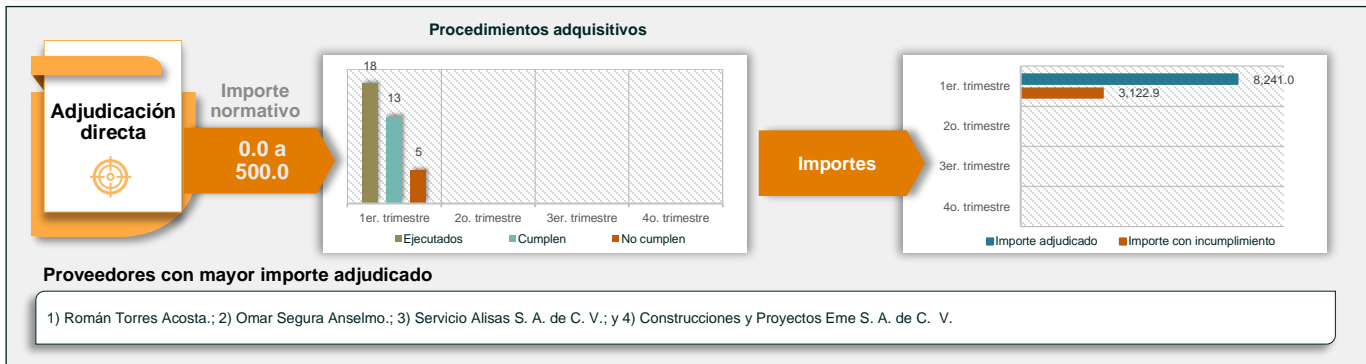 Procedimientos adquisitivos
Adjudicación
directa
Importe
normativo
0.0 a
500.0
18
13
5
1er. trimestre
2o. trimestre
3er. trimestre
4o. trimestre
Ejecutados
Cumplen
No cumplen
Importes
1er. trimestre
8,241.0
3,122.9
2o. trimestre
3er. trimestre
4o. trimestre
Importe adjudicado
Importe con incumplimiento
Proveedores con mayor importe adjudicado
1) Román Torres Acosta.; 2) Omar Segura Anselmo.; 3) Servicio Alisas S. A. de C. V.; y 4) Construcciones y Proyectos Eme S. A. de C. V.